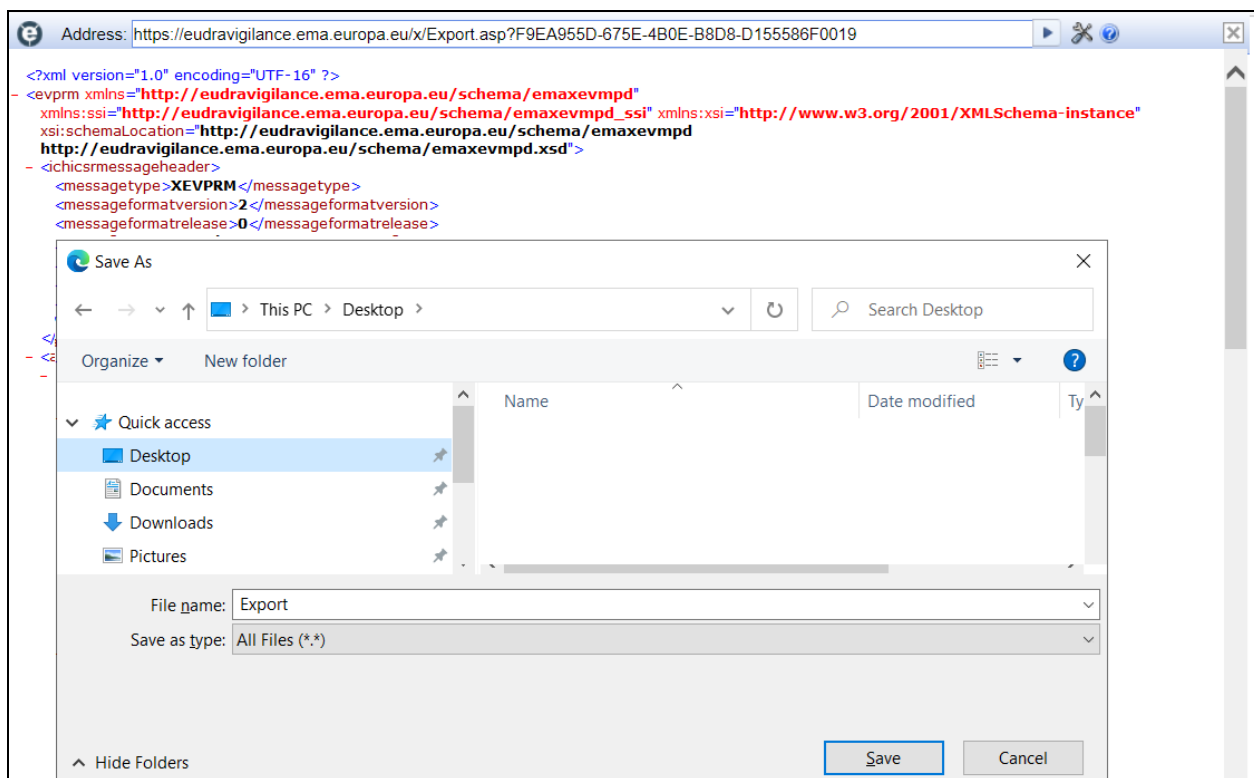 Address: https://eudravigilance.ema.europa.eu/x/Export.asp?F9EA955D-675E-4B0E-B8D8-D155586F0019
<?xml version="1.0" encoding="UTF-16" ?>
- <evprm xmlns="http://eudravigilance.ema.europa.eu/schema/emaxevmpd"
xmlns:ssi="http://eudravigilance.ema.europa.eu/schema/emaxevmpd_ssi" xmlns:xsi="http://www.w3.org/2001/XMLSchema-instance"
xsi:schemaLocation="http://eudravigilance.ema.europa.eu/schema/emaxevmpd
http://eudravigilance.ema.europa.eu/schema/emaxevmpd.xsd">
- <ichicsrmessageheader>
<messagetype>XEVPRM</messagetype>
<messageformatversion>2</messageformatversion>
<messageformatrelease>0</messageformatrelease>
Save As
This PC > Desktop >
Search Desktop
Organize
New folder
Name
Date modified
Ty
Quick access
Desktop
Documents
Downloads
Pictures
File name: Export
Save as type: All Files (*.*)
Hide Folders
Save
Cancel